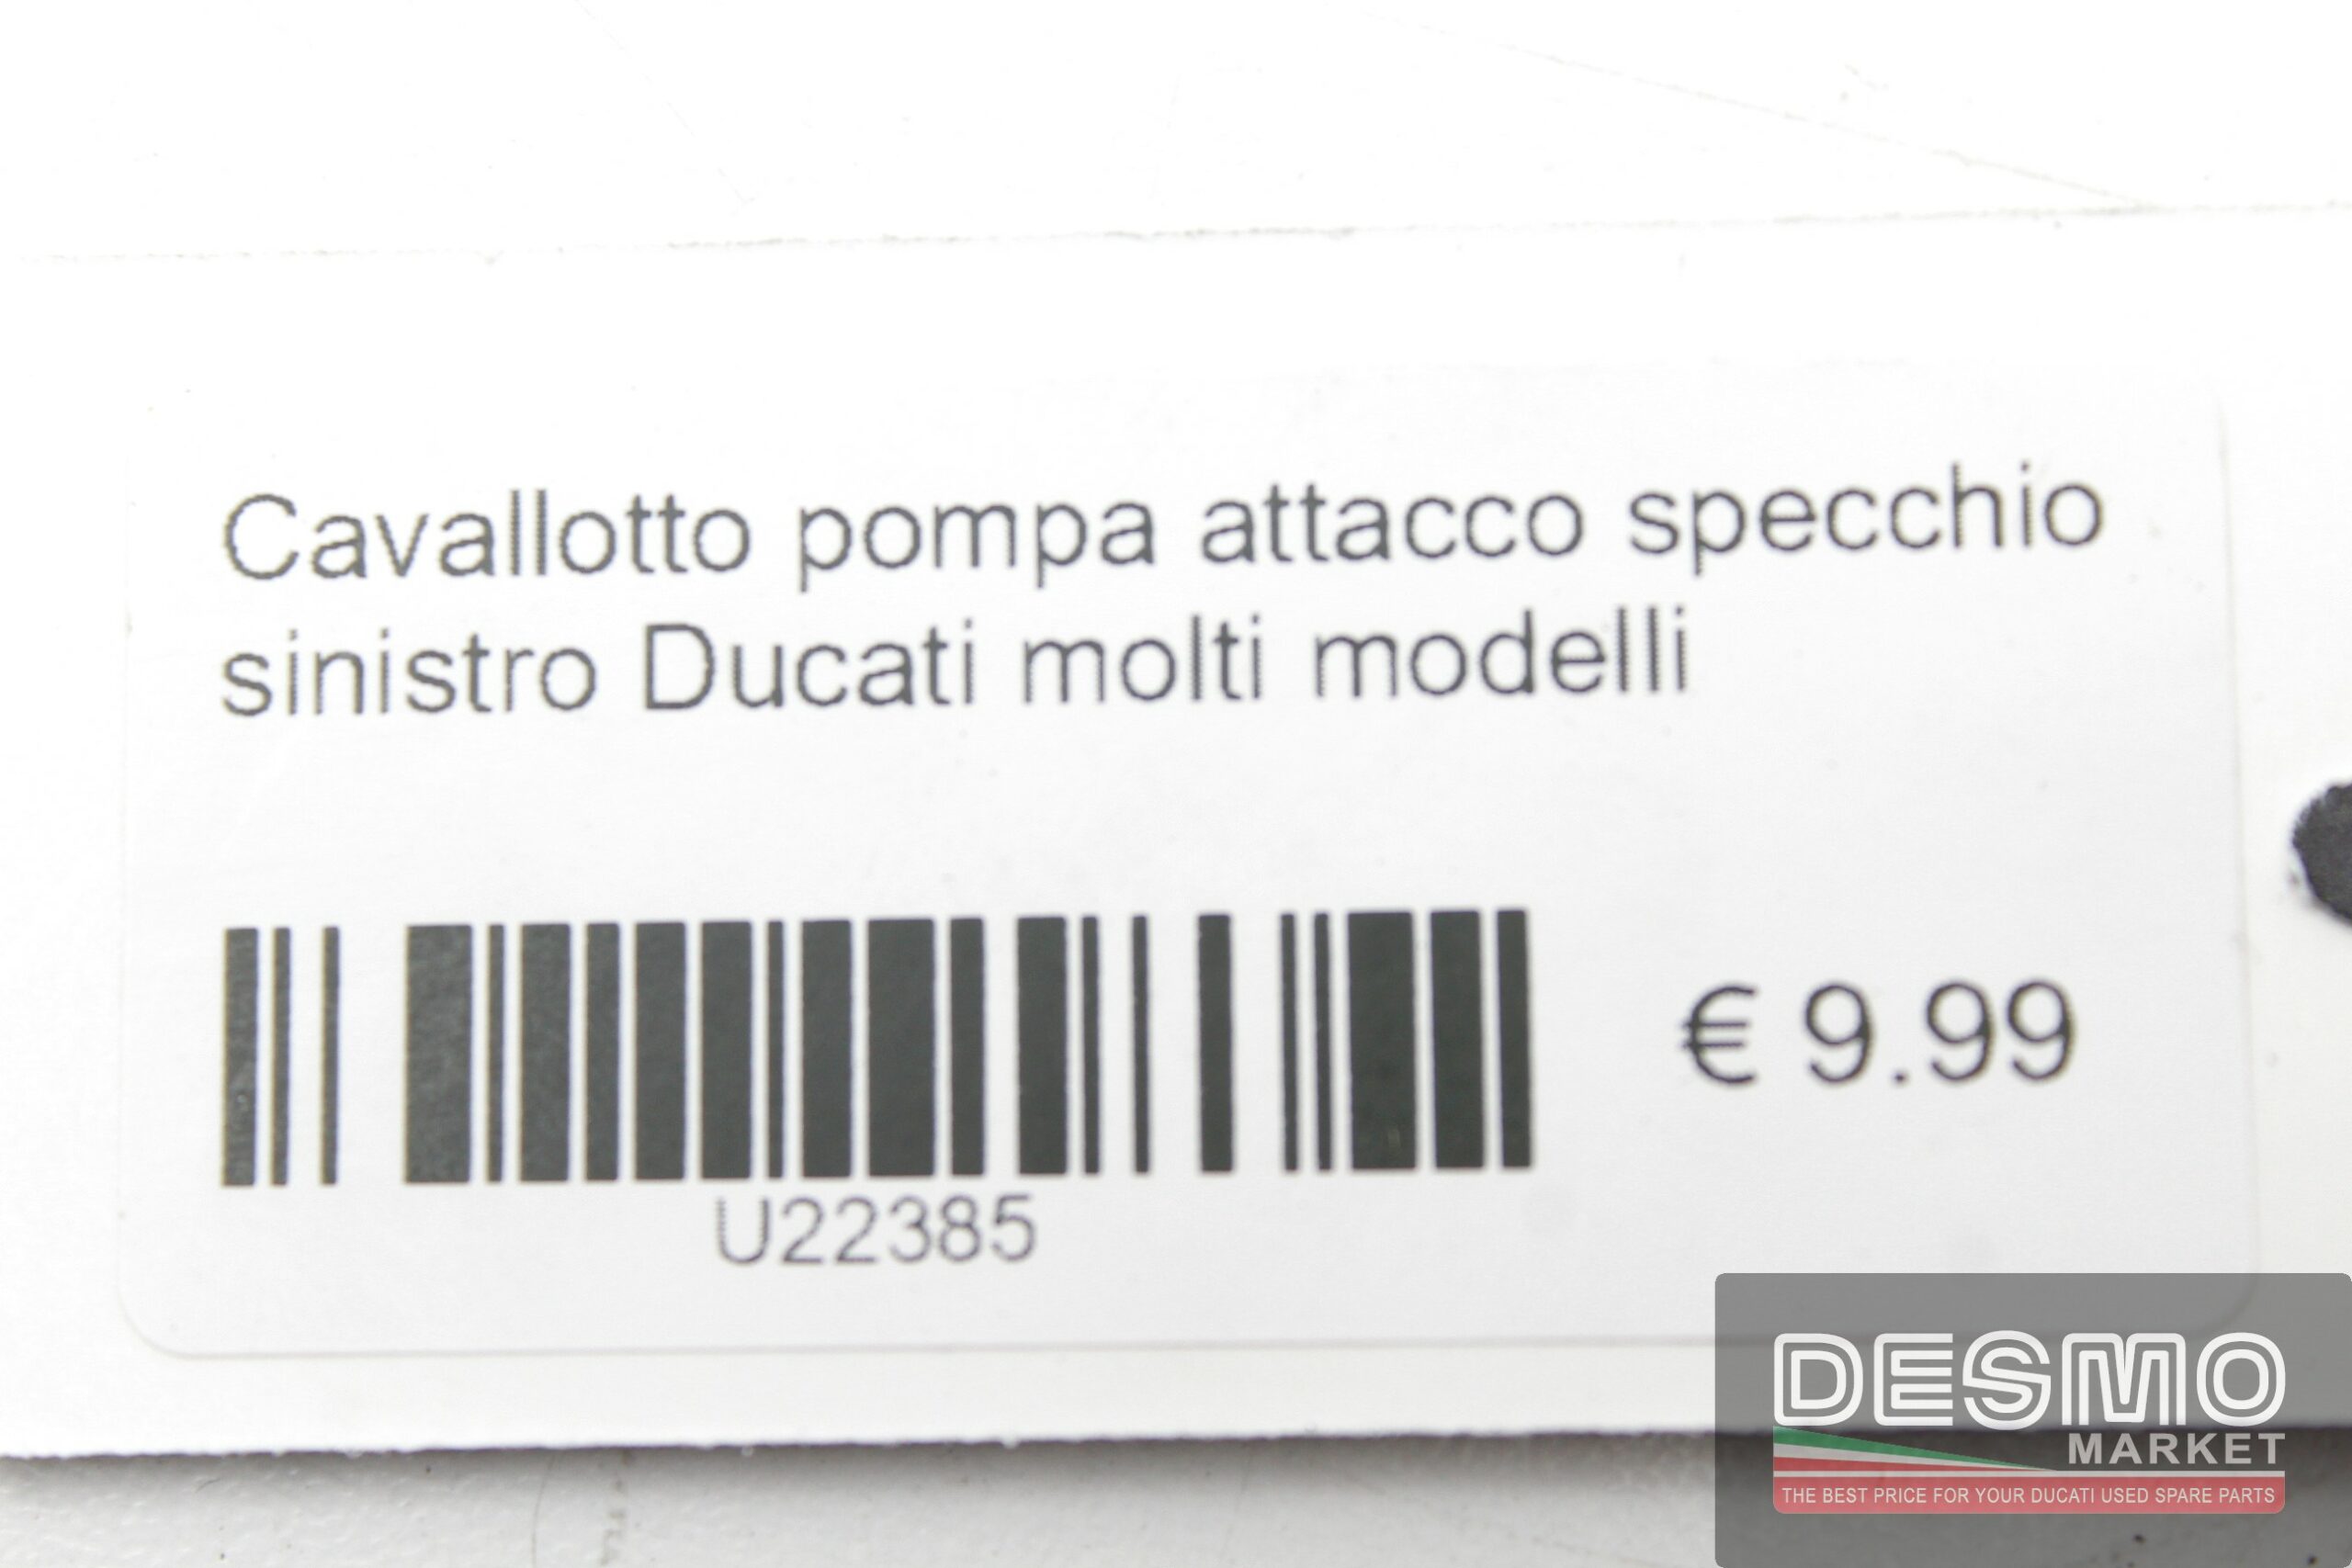 Cavallotto pompa attacco specchio
sinistro Ducati molti modelli
€ 9.99
U22385
DESMO
MARKET
THE BEST PRICE FOR YOUR DUCATI USED SPARE PARTS